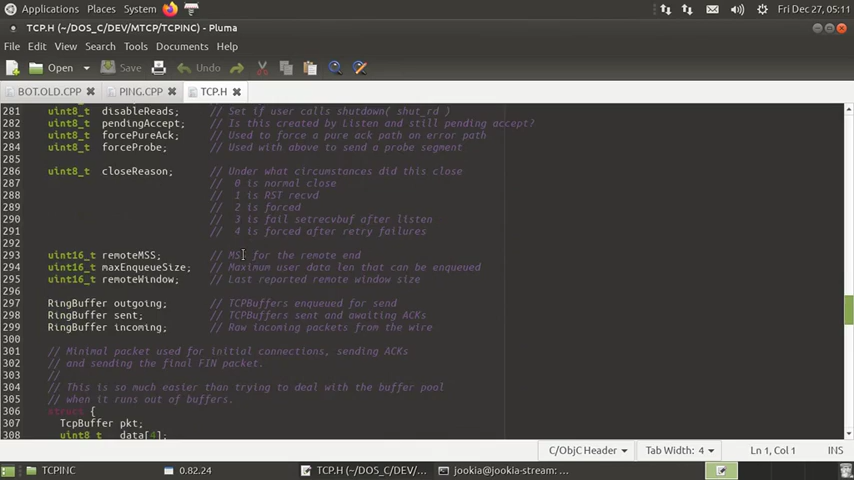 Applications Places System Fri Dec 27, 05:11
TCP.H (~/DOS_C/DEV/MTCP/TCPINC) - Pluma
File Edit View Search Tools Documents Help
Open Save Undo
BOT.OLD.CPP PING.CPP TCP.H
281 uint8_t disableReads; // Set if user calls shutdown( shut_rd )
282 uint8_t pendingAccept; // Is this created by Listen and still pending accept?
283 uint8_t forcePureAck; // Used to force a pure ack path on error path
284 uint8_t forceProbe; // Used with above to send a probe segment
285
286 uint8_t closeReason; // Under what circumstances did this close
287 // 0 is normal close
288 // 1 is RST recvd
289 // 2 is forced
290 // 3 is fail setrecvbuf after listen
291 // 4 is forced after retry failures
292
293 uint16_t remoteMSS; // MSS for the remote end
294 uint16_t maxEnqueueSize; // Maximum user data len that can be enqueued
295 uint16_t remoteWindow; // Last reported remote window size
296
297 RingBuffer outgoing; // TCPBuffers enqueued for send
298 RingBuffer sent; // TCPBuffers sent and awaiting ACKs
299 RingBuffer incoming; // Raw incoming packets from the wire
300
301 // Minimal packet used for initial connections, sending ACKs
302 // and sending the final FIN packet.
303 //
304 // This is so much easier than trying to deal with the buffer pool
305 // when it runs out of buffers.
306 struct {
307 TcpBuffer pkt;
308 uint8_t data[4];
C/ObjC Header Tab Width: 4 Ln 1, Col 1 INS
TCPINC 0.82.24 TCP.H (~/DOS_C/DEV/... jookia@jookia-stream: ...